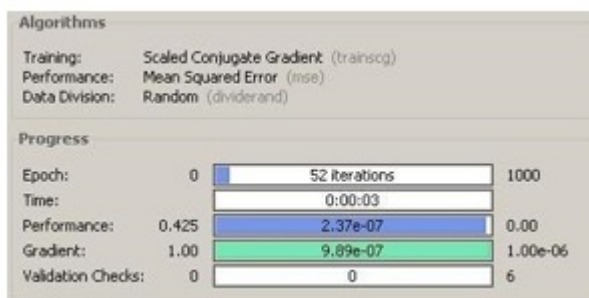 Algorithms
Training: Scaled Conjugate Gradient (trainscg)
Performance: Mean Squared Error (mse)
Data Division: Random (dividerand)
Progress
Epoch: 0 52 iterations 1000
Time: 0:00:03
Performance: 0.425 2.37e-07 0.00
Gradient: 1.00 9.89e-07 1.00e-06
Validation Checks: 0 0 6